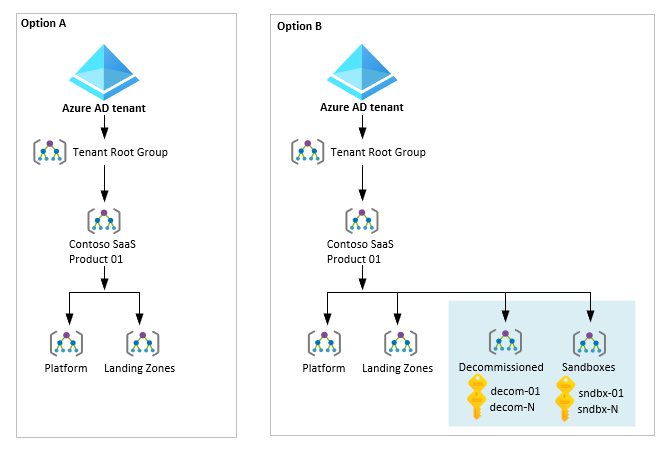 Option A
Azure AD tenant
Tenant Root Group
Contoso SaaS
Product 01
Platform
Landing Zones
Option B
Azure AD tenant
Tenant Root Group
Contoso SaaS
Product 01
Platform
Landing Zones
Decommissioned
decom-01
decom-N
Sandboxes
sndbx-01
sndbx-N